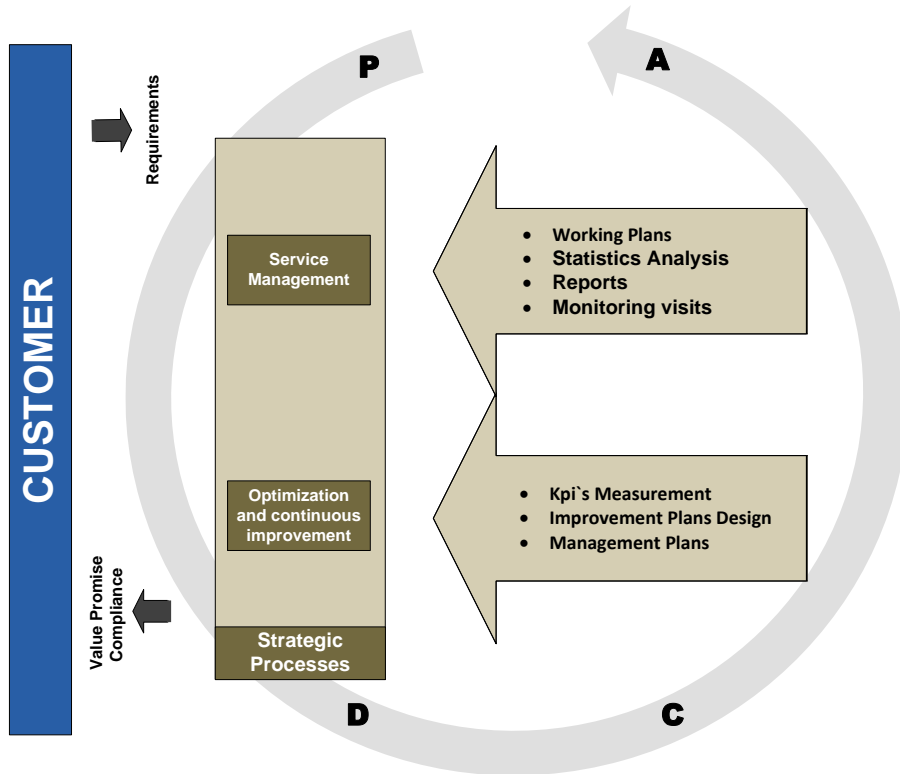 P
A
CUSTOMER
Requirements
Service
Management
• Working Plans
• Statistics Analysis
• Reports
• Monitoring visits
Optimization
and continuous
improvement
• Kpi`s Measurement
• Improvement Plans Design
• Management Plans
Value Promise
Compliance
Strategic
Processes
D
C